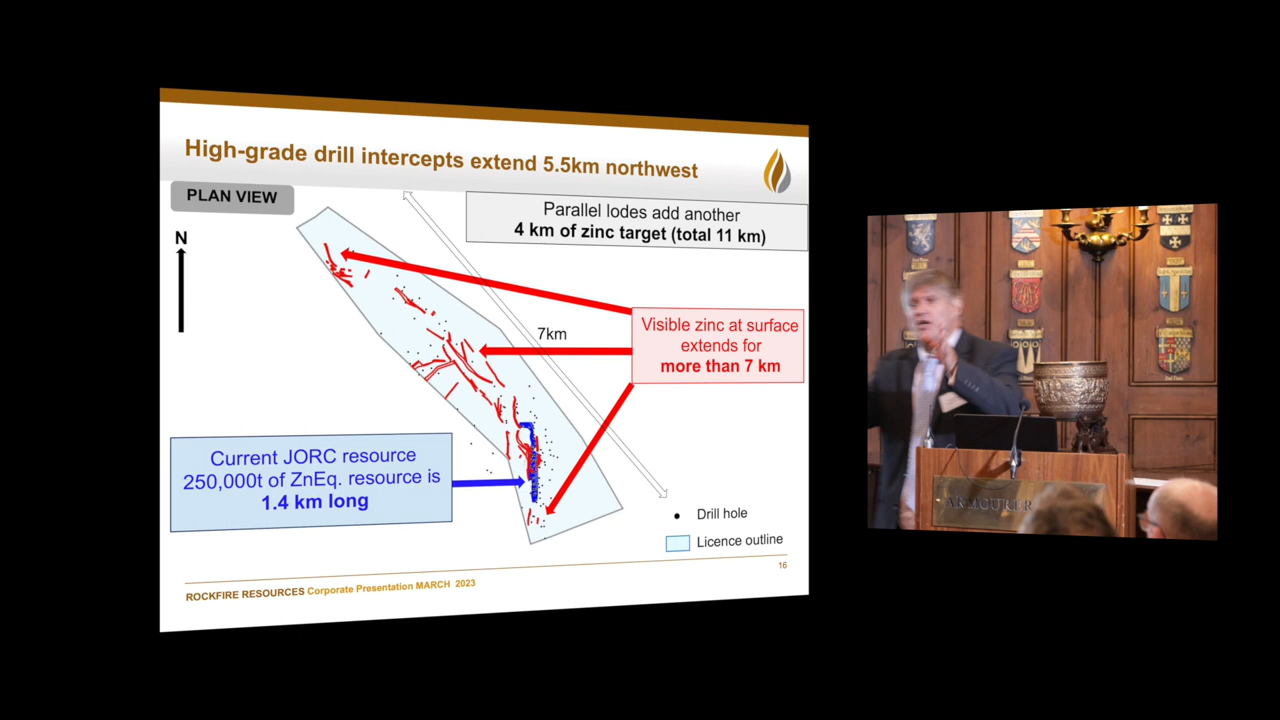 High-grade drill intercepts extend 5.5km northwest
PLAN VIEW
Parallel lodes add another
4 km of zinc target (total 11 km)
N
7km
Visible zinc at surface
extends for
more than 7 km
Current JORC resource
250,000t of ZnEq. resource is
1.4 km long
Drill hole
Licence outline
16
ROCKFIRE RESOURCES Corporate Presentation MARCH 2023
ARMOURER